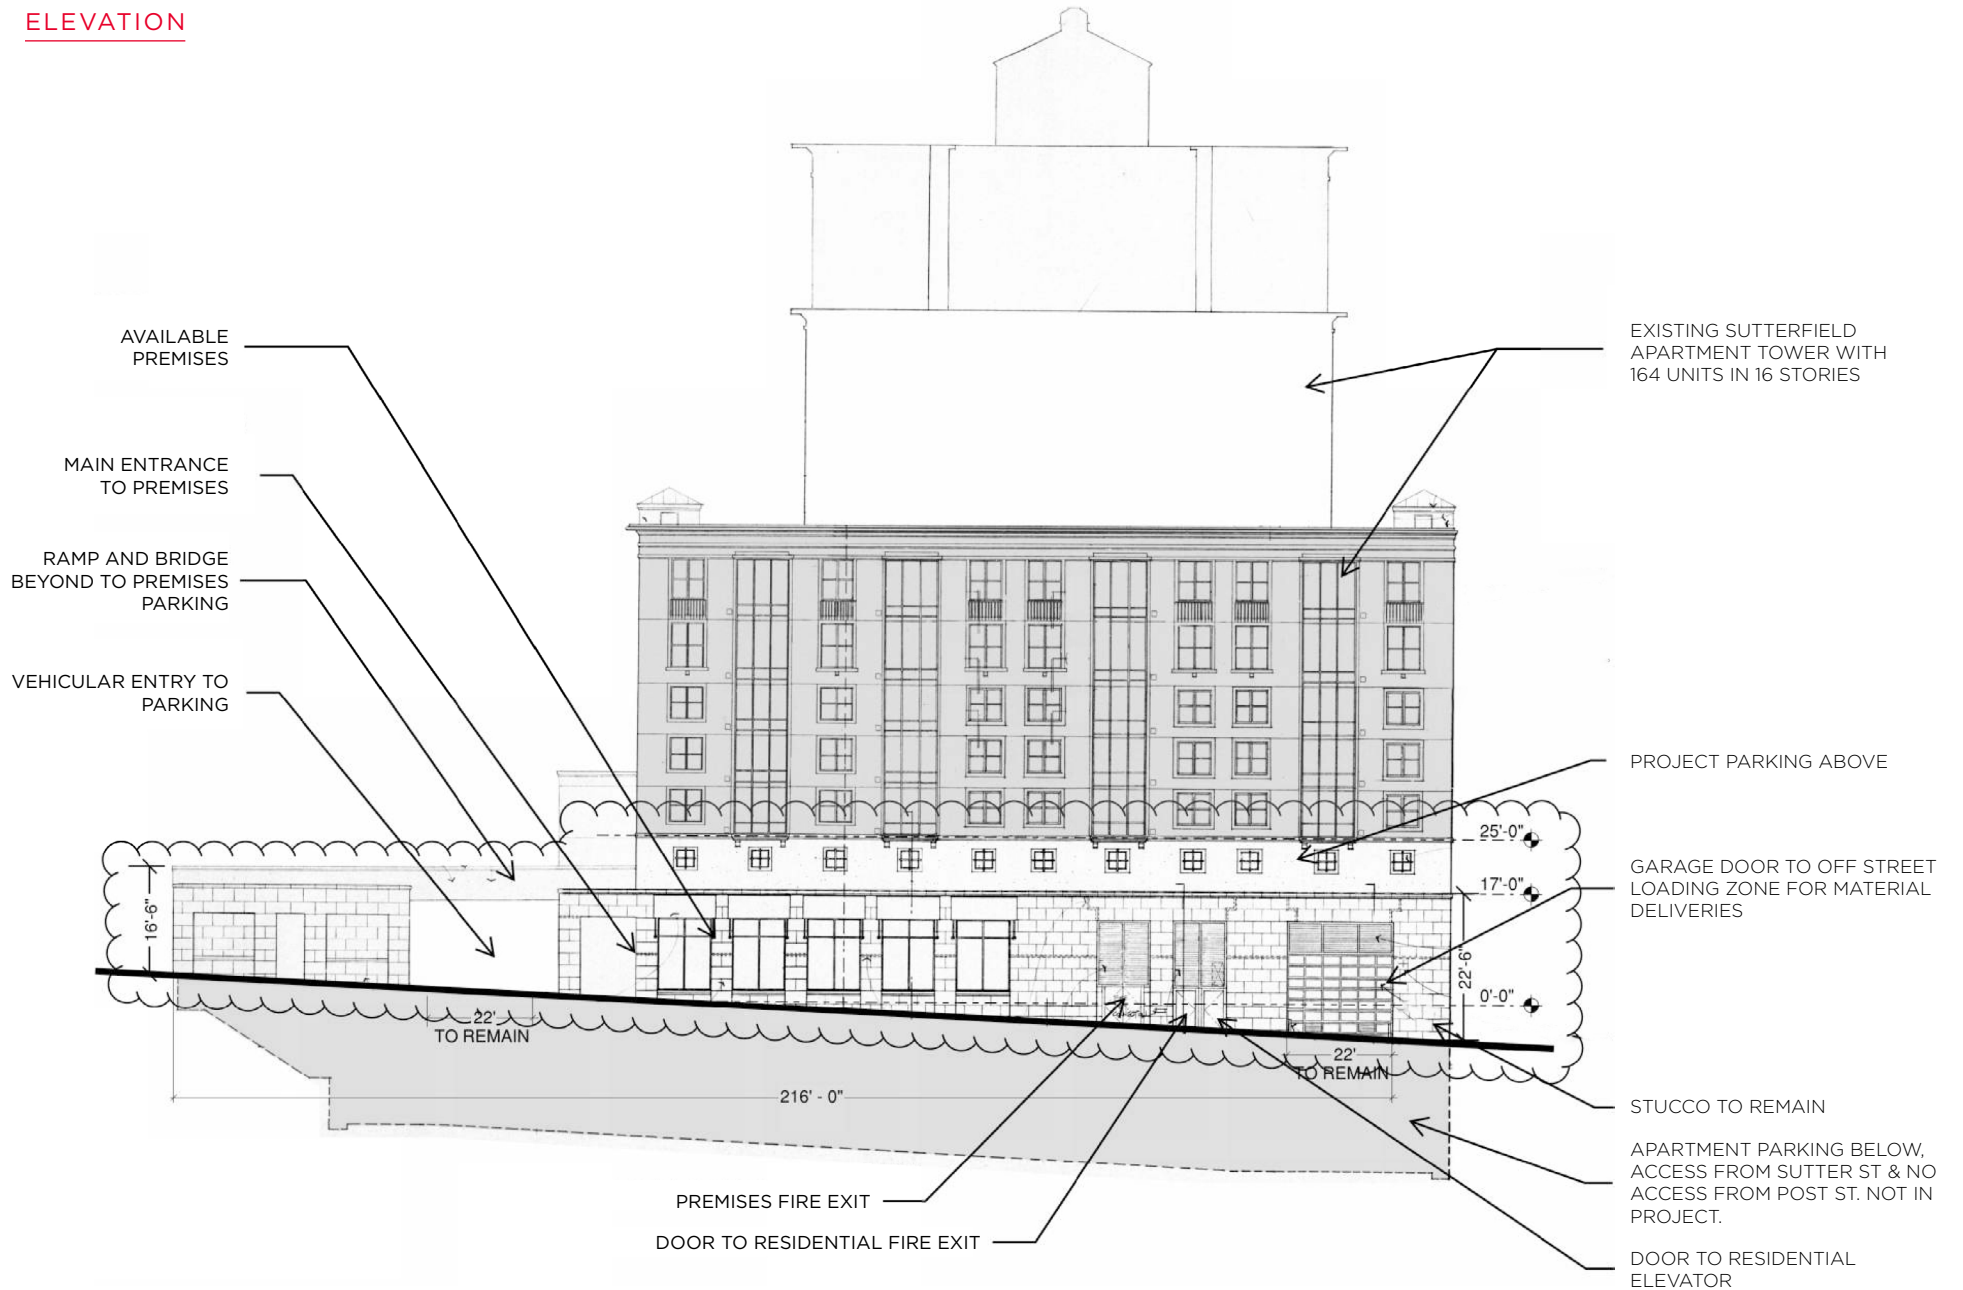 ELEVATION
AVAILABLE
PREMISES
MAIN ENTRANCE
TO PREMISES
RAMP AND BRIDGE
BEYOND TO PREMISES
PARKING
VEHICULAR ENTRY TO
PARKING
EXISTING SUTTERFIELD
APARTMENT TOWER WITH
164 UNITS IN 16 STORIES
PROJECT PARKING ABOVE
GARAGE DOOR TO OFF STREET
LOADING ZONE FOR MATERIAL
DELIVERIES
STUCCO TO REMAIN
APARTMENT PARKING BELOW,
ACCESS FROM SUTTER ST & NO
ACCESS FROM POST ST. NOT IN
PROJECT.
DOOR TO RESIDENTIAL
ELEVATOR
25'-0"
17'-0"
0'-0"
16'-6"
22'-6"
22'
TO REMAIN
22'
TO REMAIN
216' - 0"
PREMISES FIRE EXIT
DOOR TO RESIDENTIAL FIRE EXIT